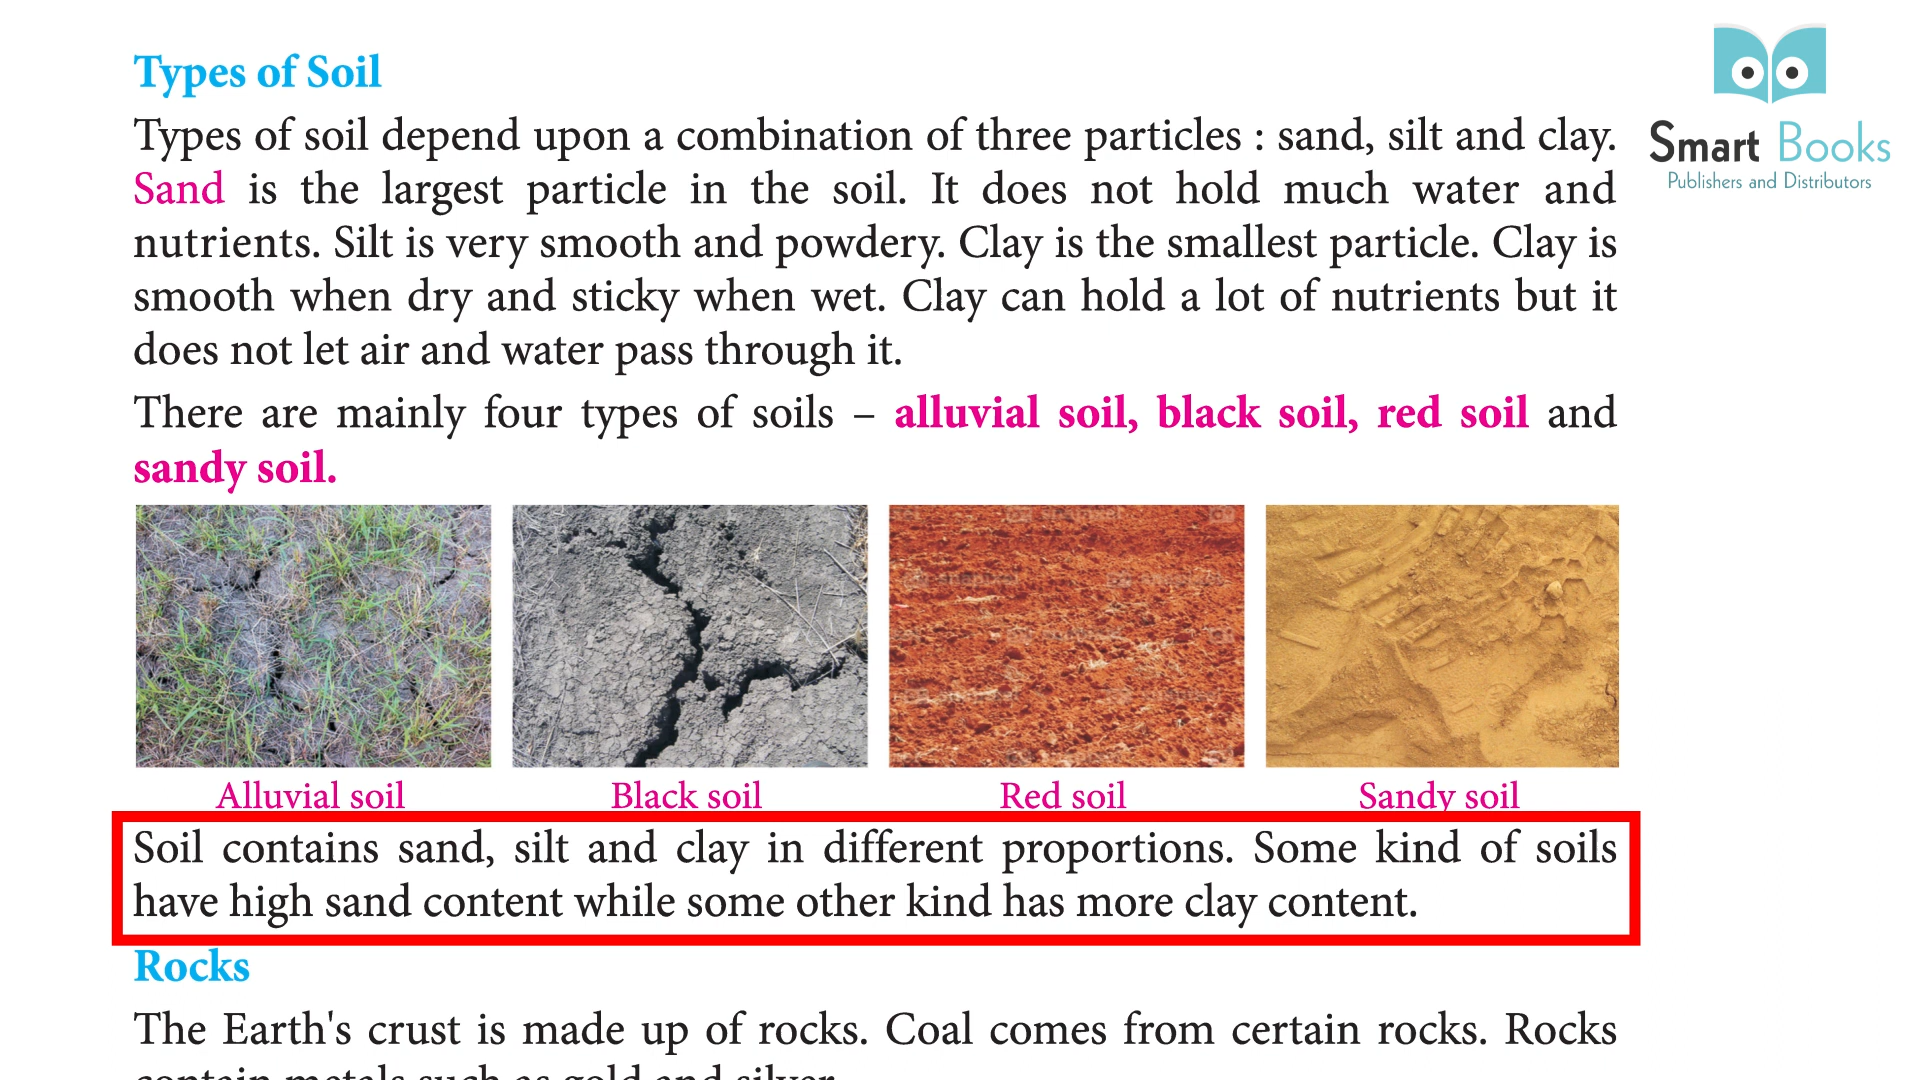 Types of Soil
Types of soil depend upon a combination of three particles : sand, silt and clay.
Sand is the largest particle in the soil. It does not hold much water and
nutrients. Silt is very smooth and powdery. Clay is the smallest particle. Clay is
smooth when dry and sticky when wet. Clay can hold a lot of nutrients but it
does not let air and water pass through it.
There are mainly four types of soils – alluvial soil, black soil, red soil and
sandy soil.
Alluvial soil
Black soil
Red soil
Sandy soil
Soil contains sand, silt and clay in different proportions. Some kind of soils
have high sand content while some other kind has more clay content.
Rocks
The Earth's crust is made up of rocks. Coal comes from certain rocks. Rocks
contain metals such as gold and silver.
Smart Books
Publishers and Distributors